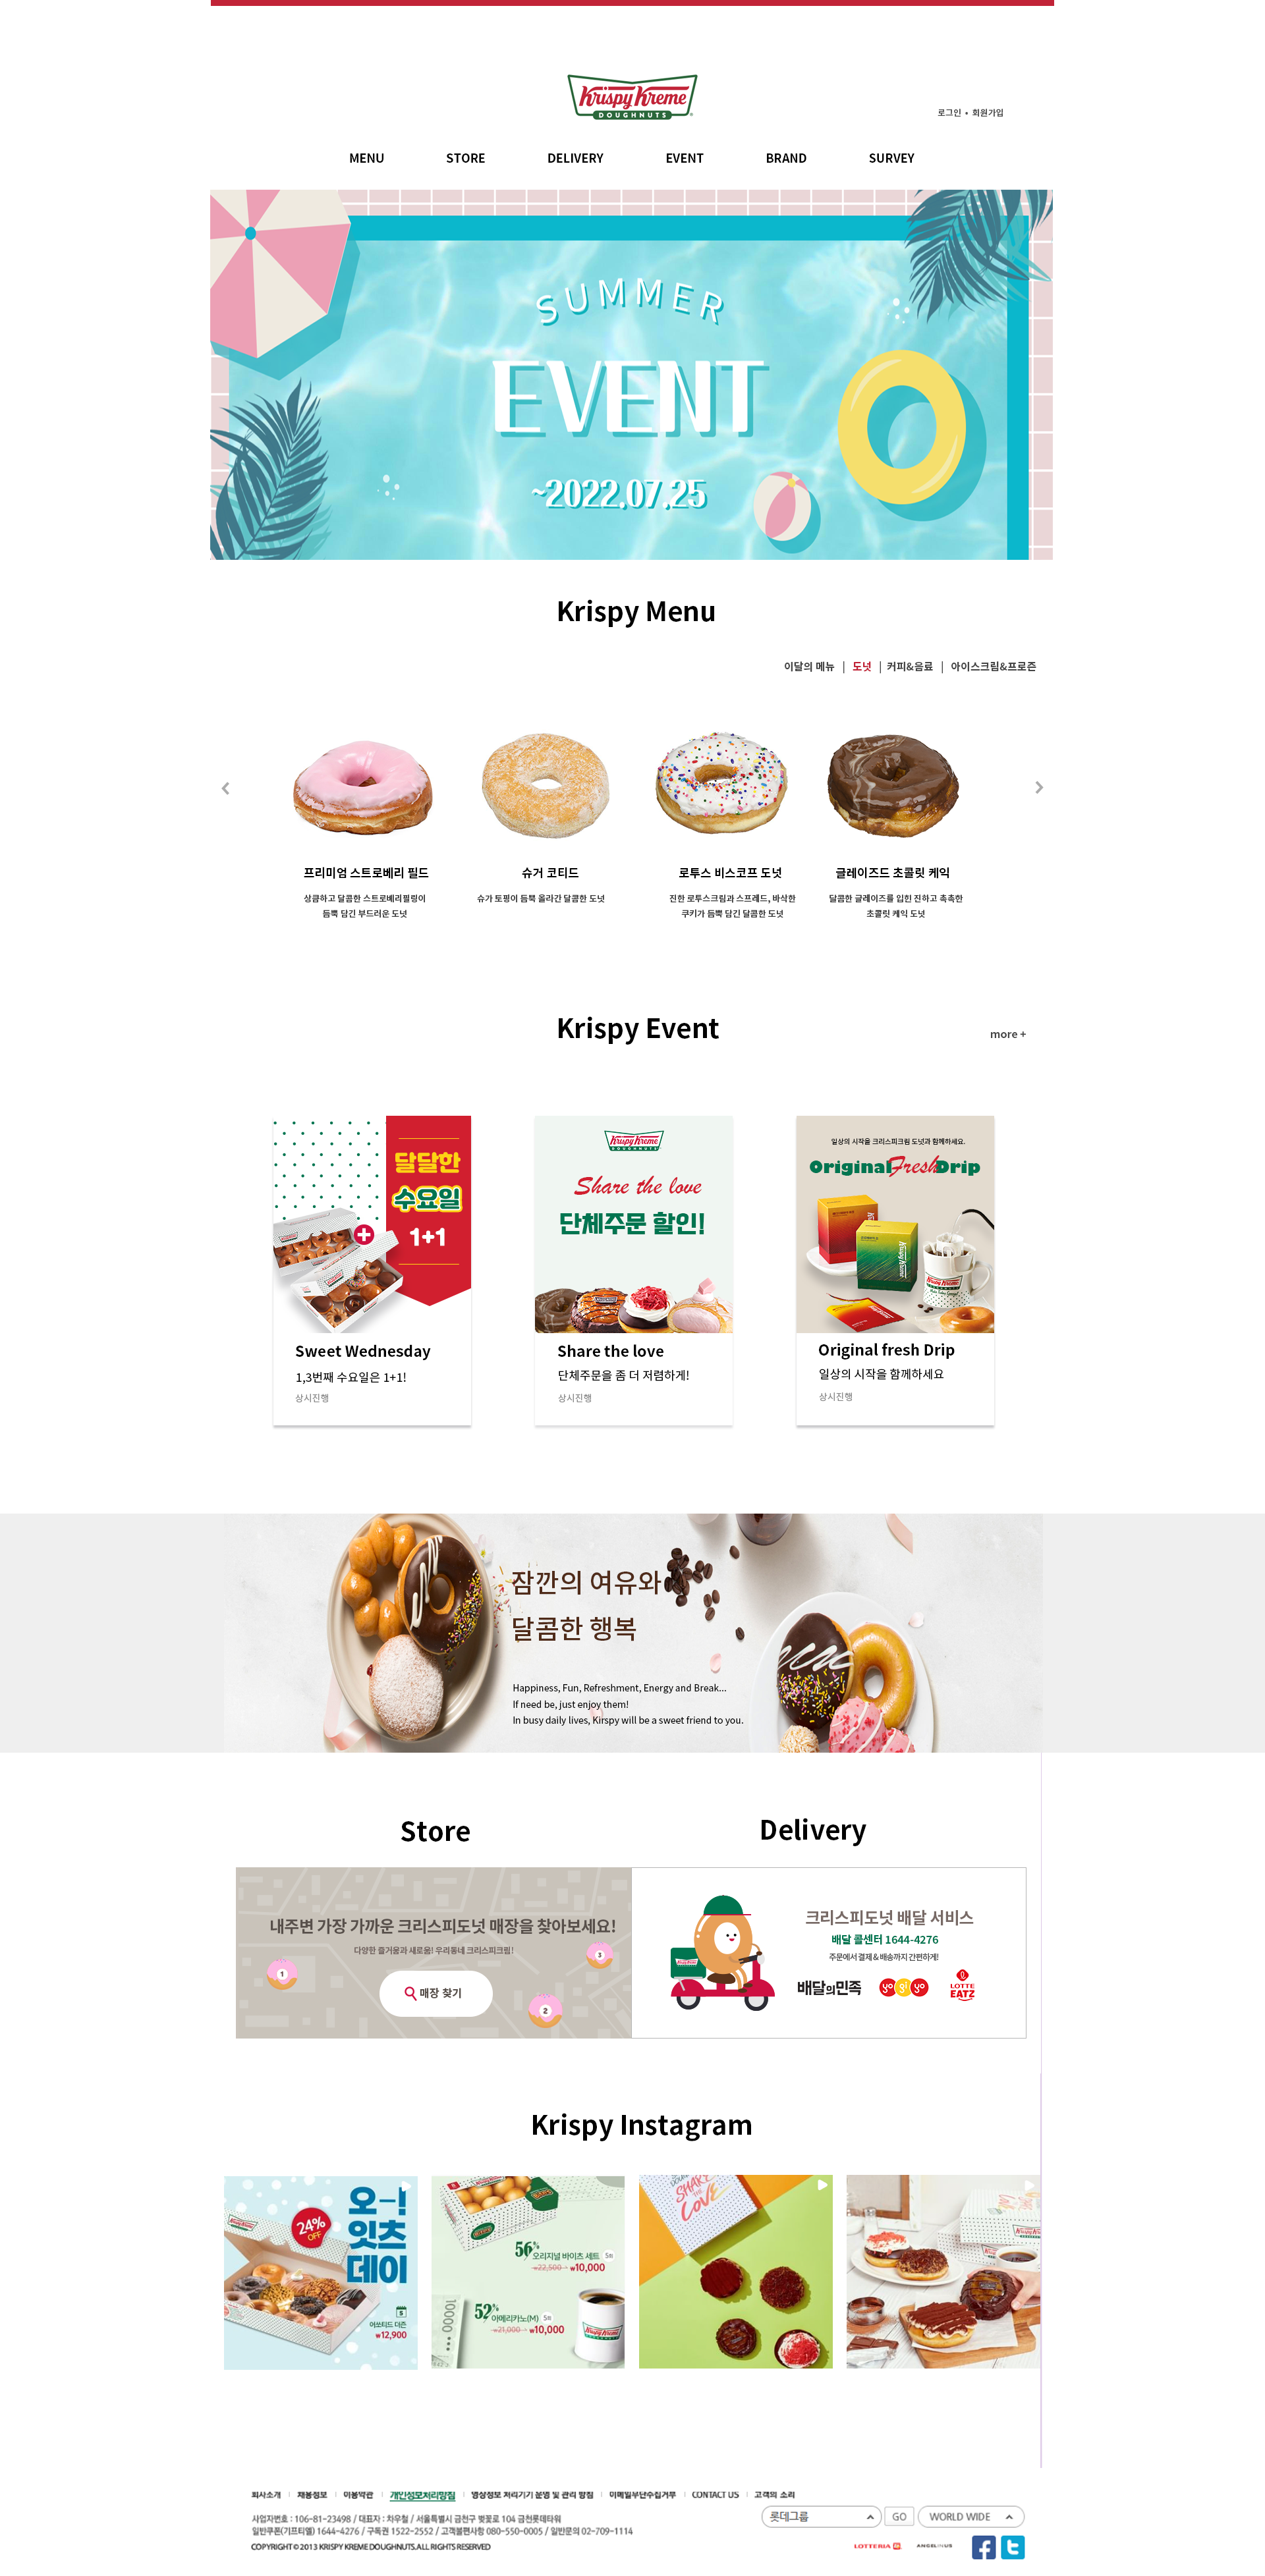 Krispy Kreme
DOUGHNUTS
로그인 • 회원가입
MENU STORE DELIVERY EVENT BRAND SURVEY
SUMMER
EVENT
~2022.07.25
Krispy Menu
이달의 메뉴 | 도넛 | 커피&음료 | 아이스크림&프로즌
프리미엄 스트로베리 필드
상큼하고 달콤한 스트로베리필링이
듬뿍 담긴 부드러운 도넛
슈거 코티드
슈가 토핑이 듬뿍 올라간 달콤한 도넛
로투스 비스코프 도넛
진한 로투스크림과 스프레드, 바삭한
쿠키가 듬뿍 담긴 달콤한 도넛
글레이즈드 초콜릿 케익
달콤한 글레이즈를 입힌 진하고 촉촉한
초콜릿 케익 도넛
Krispy Event
more +
달달한
수요일
1+1
Sweet Wednesday
1,3번째 수요일은 1+1!
상시진행
Krispy Kreme
DOUGHNUTS
Share the love
단체주문 할인!
Share the love
단체주문을 좀 더 저렴하게!
상시진행
일상의 시작을 크리스피크림 도넛과 함께하세요.
Original Fresh Drip
Krispy Kreme
Krispy Kreme
Original fresh Drip
일상의 시작을 함께하세요
상시진행
잠깐의 여유와
달콤한 행복
Happiness, Fun, Refreshment, Energy and Break...
If need be, just enjoy them!
In busy daily lives, Kirspy will be a sweet friend to you.
Store
내주변 가장 가까운 크리스피도넛 매장을 찾아보세요!
다양한 즐거움과 새로움! 우리동네 크리스피크림!
1
2
3
매장 찾기
Delivery
크리스피도넛 배달 서비스
배달 콜센터 1644-4276
주문에서 결제 & 배송까지 간편하게!
배달의민족
yogiyo
LOTTE
EATZ
Krispy Instagram
24%
OFF
오-!
잇츠
데이
5
어쏘티드 더즌
₩12,900
56%
오리지널 바이츠 세트 5회
₩22,500 → ₩10,000
52%
아메리카노(M) 5회
₩21,000 → ₩10,000
10000
Krispy Kreme
SHARE
THE
LOVE
회사소개 채용정보 이용약관 개인정보처리방침 영상정보 처리기기 운영 및 관리 방침 이메일무단수집거부 CONTACT US 고객의 소리
사업자번호 : 106-81-23498 / 대표자 : 차우철 / 서울특별시 금천구 벚꽃로 104 금천롯데타워
일반쿠폰(기프티엘) 1644-4276 / 구독권 1522-2552 / 고객불편사항 080-550-0005 / 일반문의 02-709-1114
COPYRIGHT © 2013 KRISPY KREME DOUGHNUTS.ALL RIGHTS RESERVED
롯데그룹 GO WORLD WIDE
LOTTERIA ANGELINUS